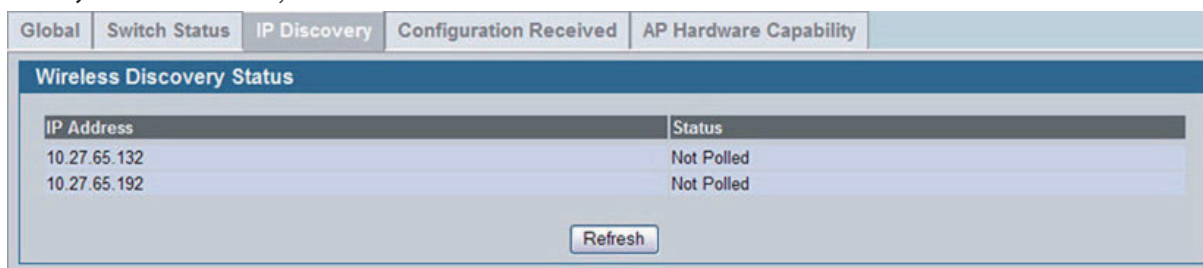 Global Switch Status IP Discovery Configuration Received AP Hardware Capability
Wireless Discovery Status
IP Address Status
10.27.65.132 Not Polled
10.27.65.192 Not Polled
Refresh